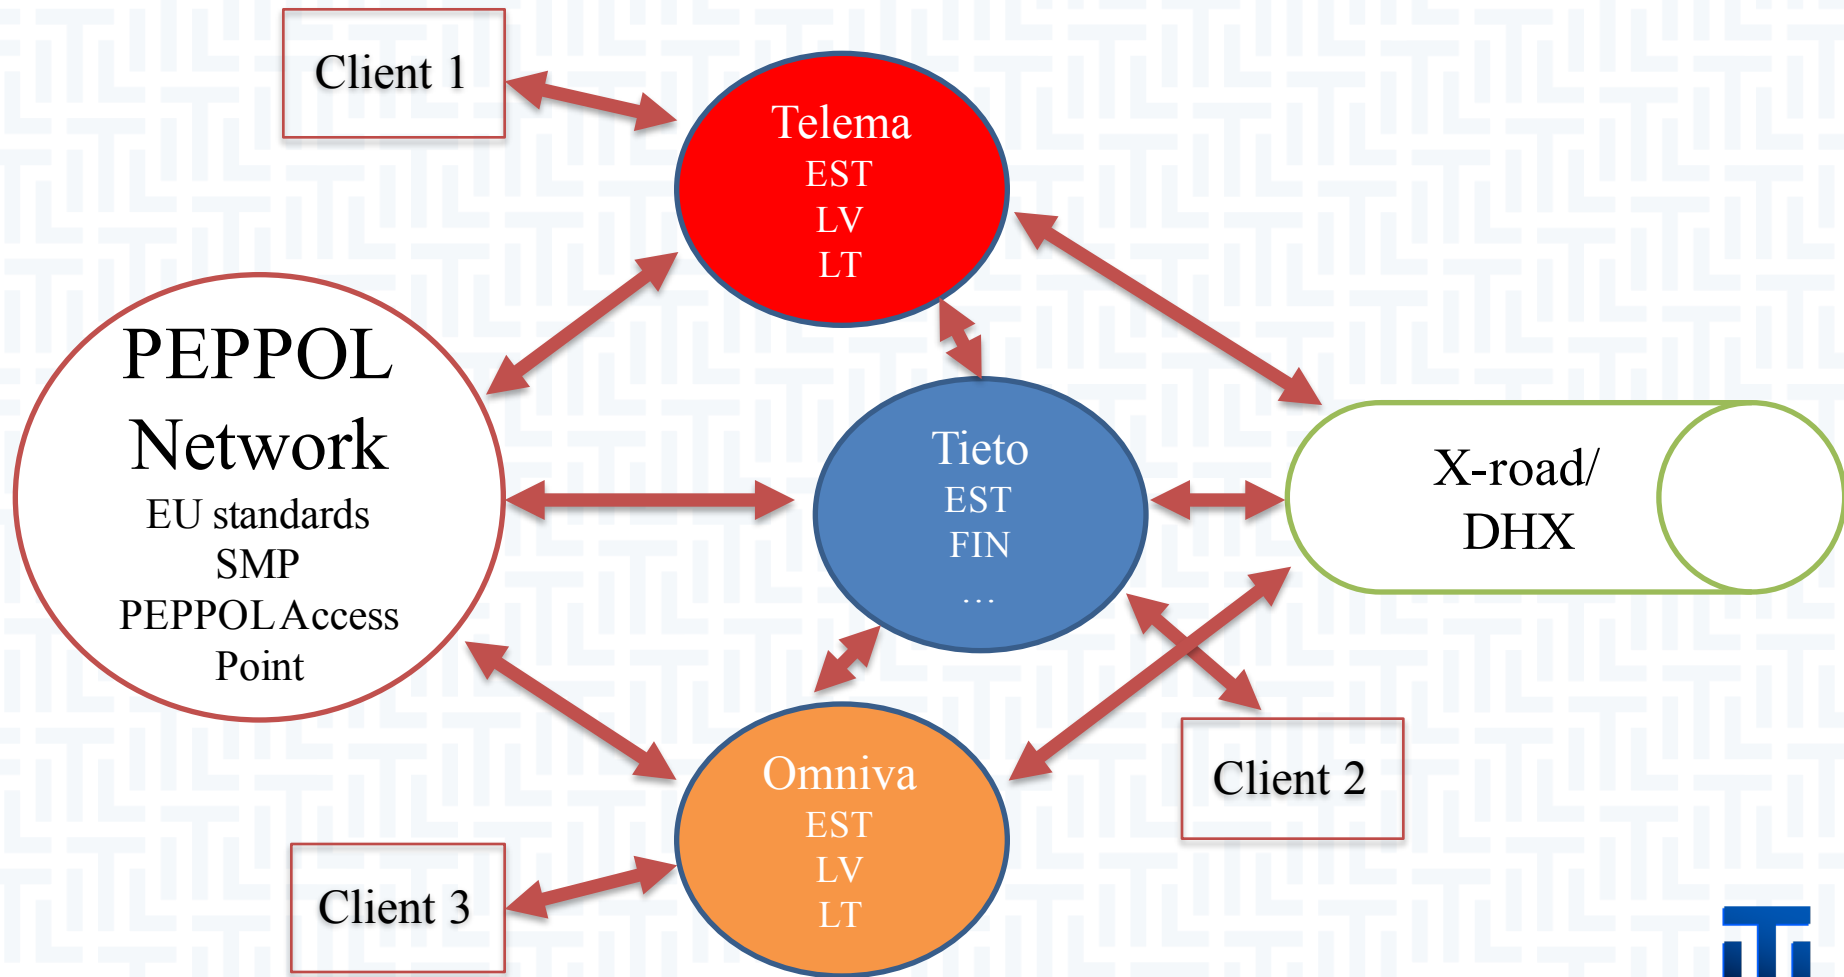 Client 1
Telema
EST
LV
LT
PEPPOL
Network
EU standards
SMP
PEPPOL Access
Point
Tieto
EST
FIN
...
X-road/
DHX
Omniva
EST
LV
LT
Client 2
Client 3